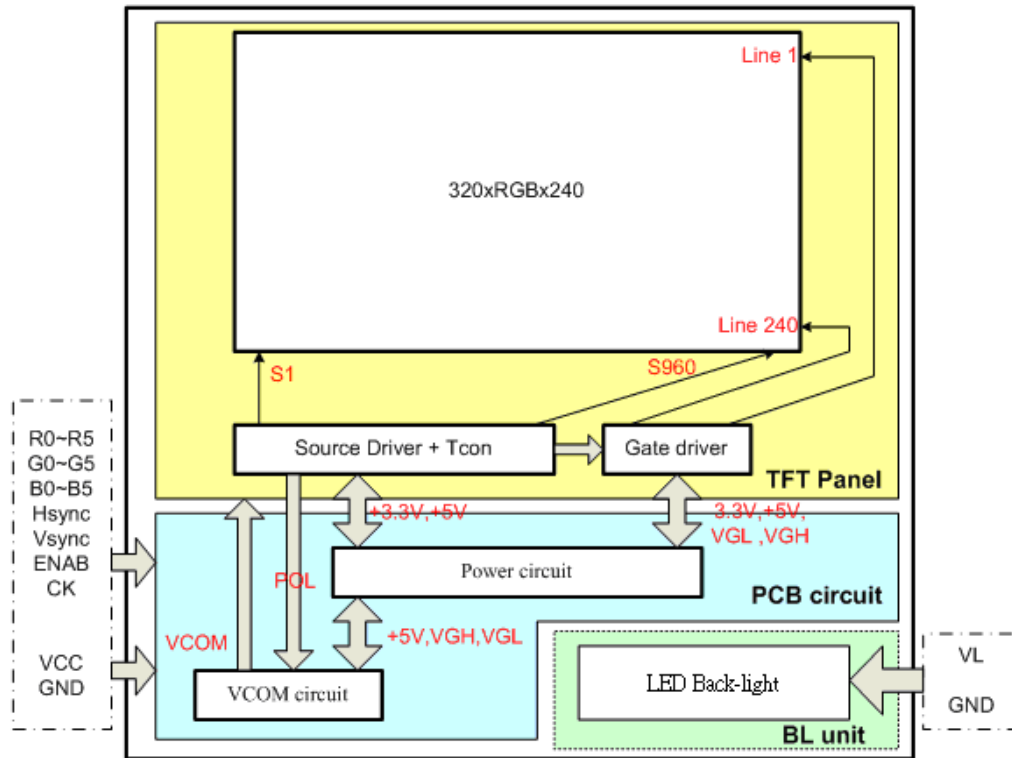 Line 1
320xRGBx240
Line 240
S1
S960
Source Driver + Tcon
Gate driver
TFT Panel
R0~R5
G0~G5
B0~B5
Hsync
Vsync
ENAB
CK
VCC
GND
+3.3V,+5V
3.3V,+5V,
VGL ,VGH
Power circuit
POL
PCB circuit
VCOM
+5V,VGH,VGL
VCOM circuit
LED Back-light
BL unit
VL
GND